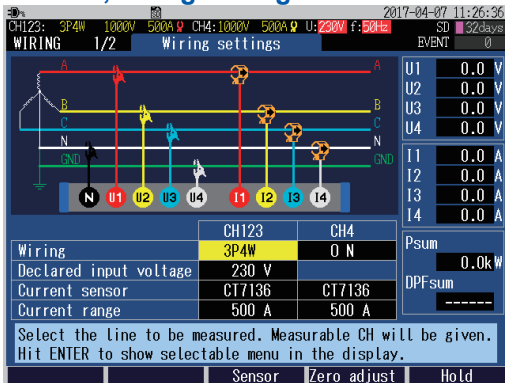 2017-04-07 11:26:36
CH123: 3P4W 1000V 500A CH4:1000V 500A U:230V f:50Hz SD 32days
WIRING 1/2 Wiring settings EVENT 0
A A
B
C
N N
GND GND
N U1 U2 U3 U4 I1 I2 I3 I4
U1 0.0 V
U2 0.0 V
U3 0.0 V
U4 0.0 V
I1 0.0 A
I2 0.0 A
I3 0.0 A
I4 0.0 A
Psum
0.0kW
DPFsum
------
CH123 CH4
Wiring 3P4W ON
Declared input voltage 230 V
Current sensor CT7136 CT7136
Current range 500 A 500 A
Select the line to be measured. Measurable CH will be given.
Hit ENTER to show selectable menu in the display.
Sensor Zero adjust Hold